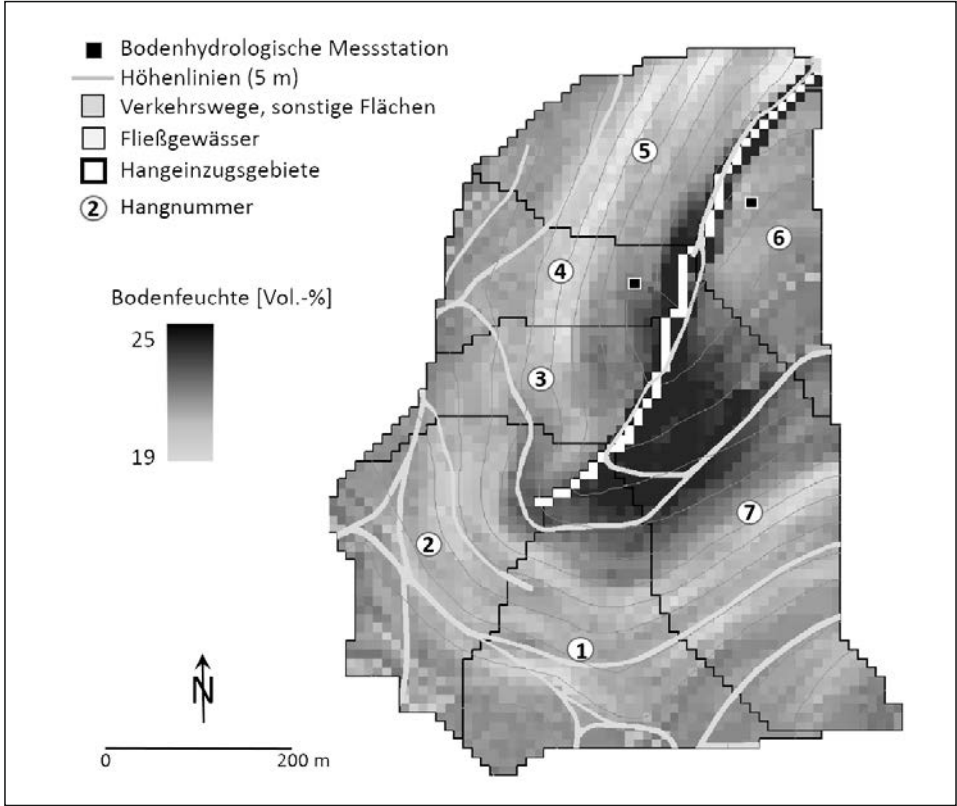 Bodenhydrologische Messstation
Höhenlinien (5 m)
Verkehrswege, sonstige Flächen
Fließgewässer
Hangeinzugsgebiete
2 Hangnummer
Bodenfeuchte [Vol.-%]
25
19
5
6
4
3
7
2
1
N
0 200 m